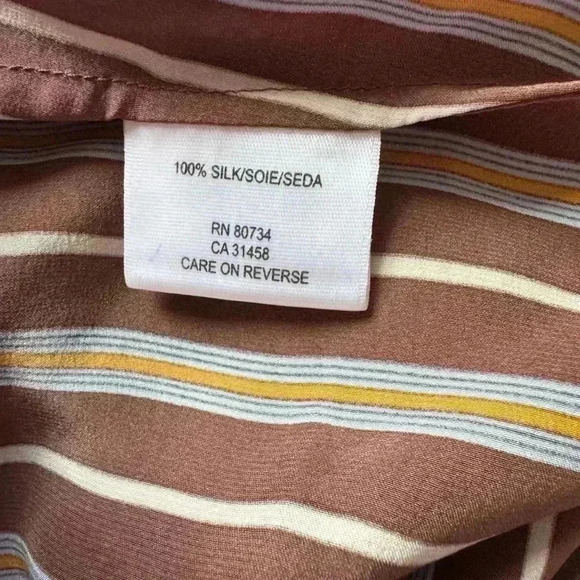 100% SILK/SOIE/SEDA
RN 80734
CA 31458
CARE ON REVERSE